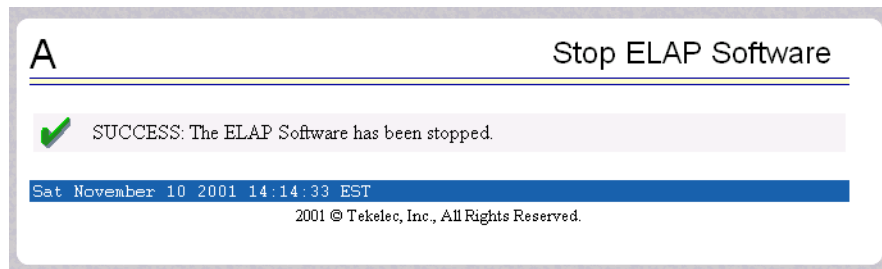 A
Stop ELAP Software
SUCCESS: The ELAP Software has been stopped.
Sat November 10 2001 14:14:33 EST
2001 © Tekelec, Inc., All Rights Reserved.